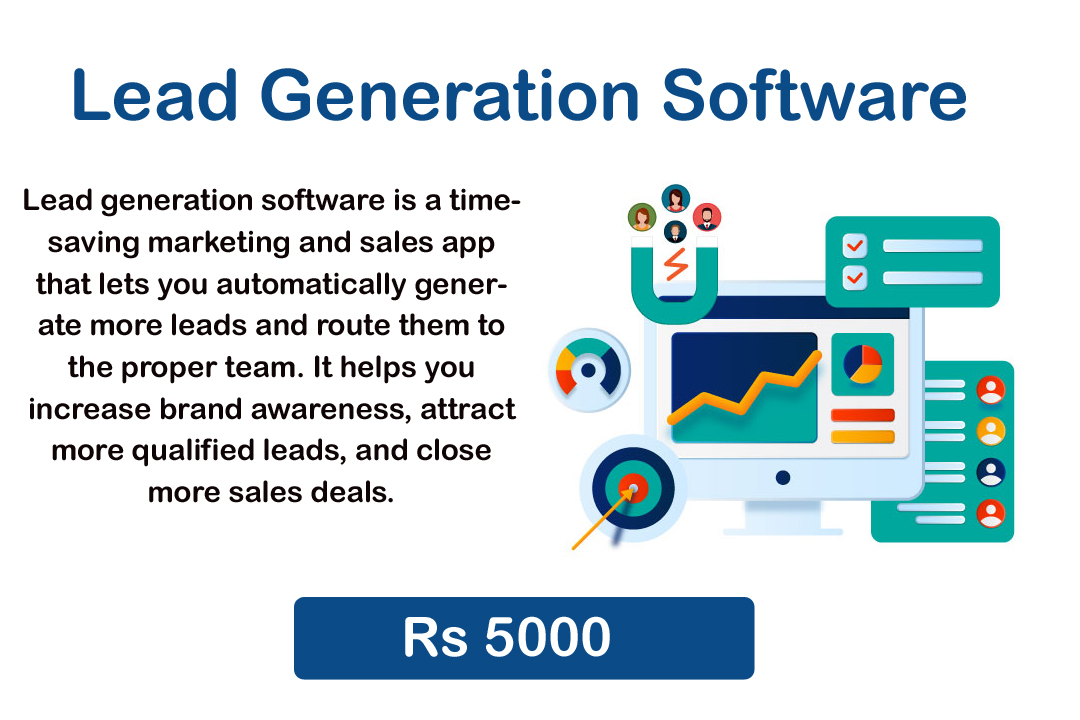 Lead Generation Software
Lead generation software is a time-
saving marketing and sales app
that lets you automatically gener-
ate more leads and route them to
the proper team. It helps you
increase brand awareness, attract
more qualified leads, and close
more sales deals.
Rs 5000